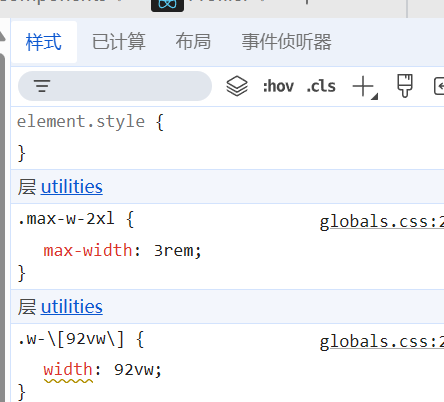 样式 已计算 布局 事件侦听器
:hov .cls
element.style {
}
层 utilities
.max-w-2xl { globals.css:2
max-width: 3rem;
}
层 utilities
.w-\[92vw\] { globals.css:2
width: 92vw;
}